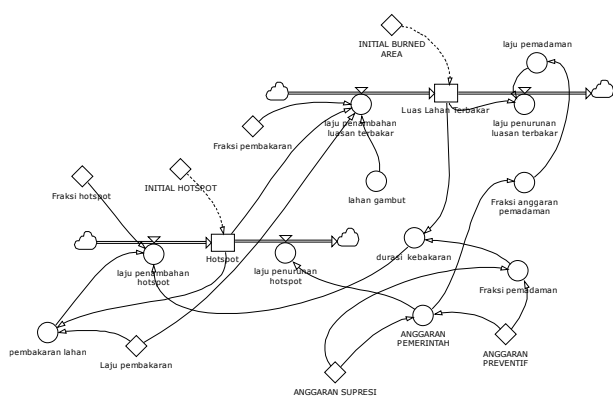 INITIAL BURNED
AREA
laju pemadaman
Luas Lahan Terbakar
laju penambahan
luasan terbakar
laju penurunan
luasan terbakar
Fraksi pembakaran
Fraksi hotspot
INITIAL HOTSPOT
lahan gambut
Fraksi anggaran
pemadaman
Hotspot
laju penambahan
hotspot
laju penurunan
hotspot
durasi kebakaran
Fraksi pemadaman
pembakaran lahan
Laju pembakaran
ANGGARAN
PEMERINTAH
ANGGARAN
PREVENTIF
ANGGARAN SUPRESI